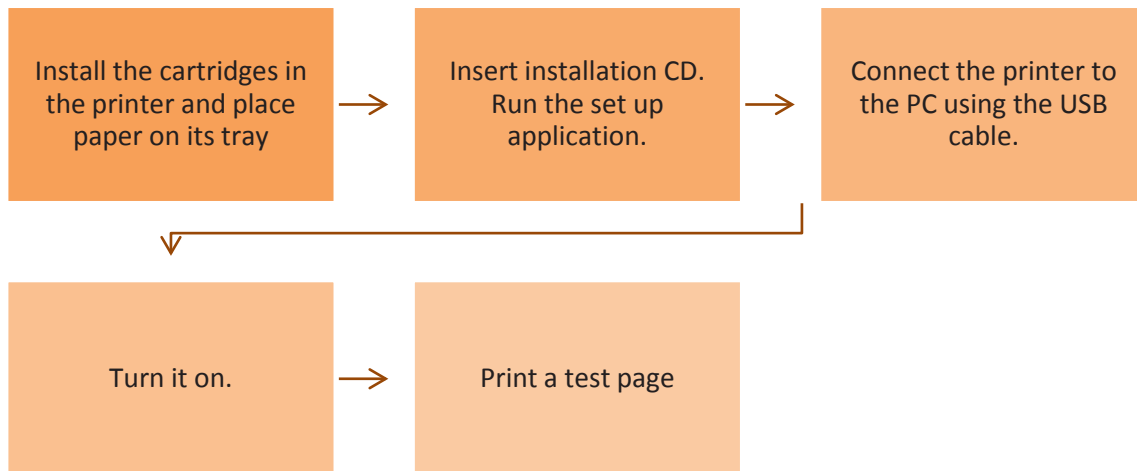 Install the cartridges in
the printer and place
paper on its tray
Insert installation CD.
Run the set up
application.
Connect the printer to
the PC using the USB
cable.
Turn it on.
Print a test page